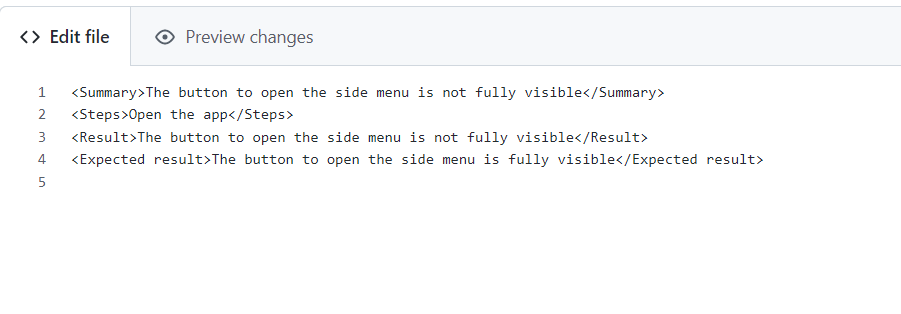 <> Edit file
Preview changes
1 <Summary>The button to open the side menu is not fully visible</Summary>
2 <Steps>Open the app</Steps>
3 <Result>The button to open the side menu is not fully visible</Result>
4 <Expected result>The button to open the side menu is fully visible</Expected result>
5